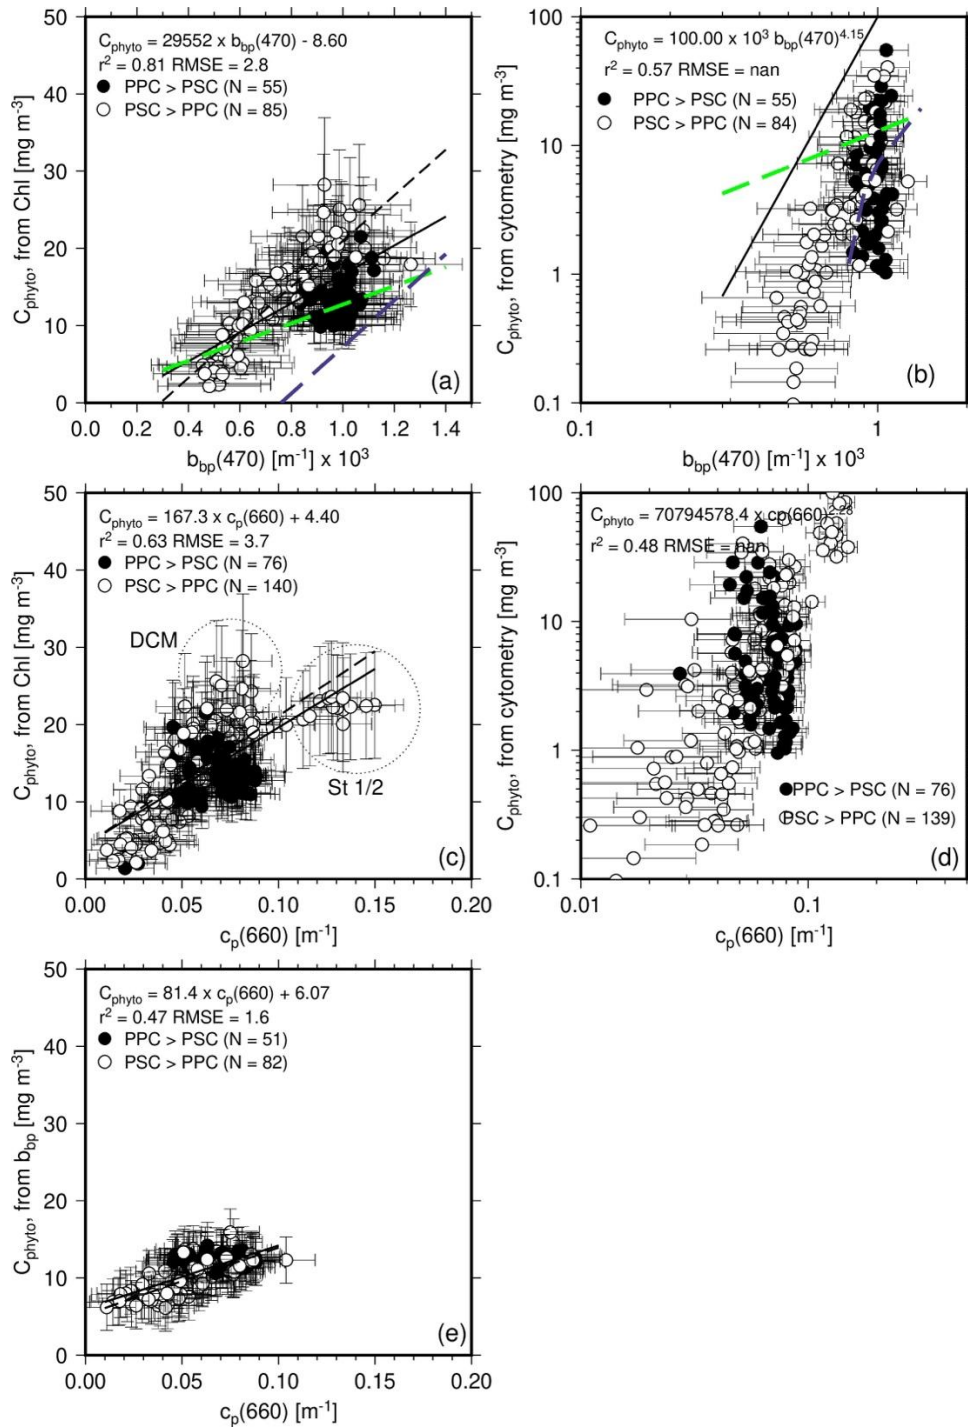 C_phyto = 29552 x b_bp(470) - 8.60
r² = 0.81 RMSE = 2.8
PPC > PSC (N = 55)
PSC > PPC (N = 85)
C_phyto, from Chl [mg m⁻³]
50
40
30
20
10
0
(a)
0.0 0.2 0.4 0.6 0.8 1.0 1.2 1.4
b_bp(470) [m⁻¹] x 10³
C_phyto = 100.00 x 10³ b_bp(470)^4.15
r² = 0.57 RMSE = nan
PPC > PSC (N = 55)
PSC > PPC (N = 84)
C_phyto, from cytometry [mg m⁻³]
100
10
1
0.1
(b)
0.1 1
b_bp(470) [m⁻¹] x 10³
C_phyto = 167.3 x c_p(660) + 4.40
r² = 0.63 RMSE = 3.7
PPC > PSC (N = 76)
PSC > PPC (N = 140)
DCM
St 1/2
C_phyto, from Chl [mg m⁻³]
50
40
30
20
10
0
(c)
0.00 0.05 0.10 0.15 0.20
c_p(660) [m⁻¹]
C_phyto = 70794578.4 x cp(660)^2.28
r² = 0.48 RMSE = nan
C_phyto, from cytometry [mg m⁻³]
100
10
1
0.1
PPC > PSC (N = 76)
PSC > PPC (N = 139)
(d)
0.01 0.1
c_p(660) [m⁻¹]
C_phyto = 81.4 x c_p(660) + 6.07
r² = 0.47 RMSE = 1.6
PPC > PSC (N = 51)
PSC > PPC (N = 82)
C_phyto, from b_bp [mg m⁻³]
50
40
30
20
10
0
(e)
0.00 0.05 0.10 0.15 0.20
c_p(660) [m⁻¹]